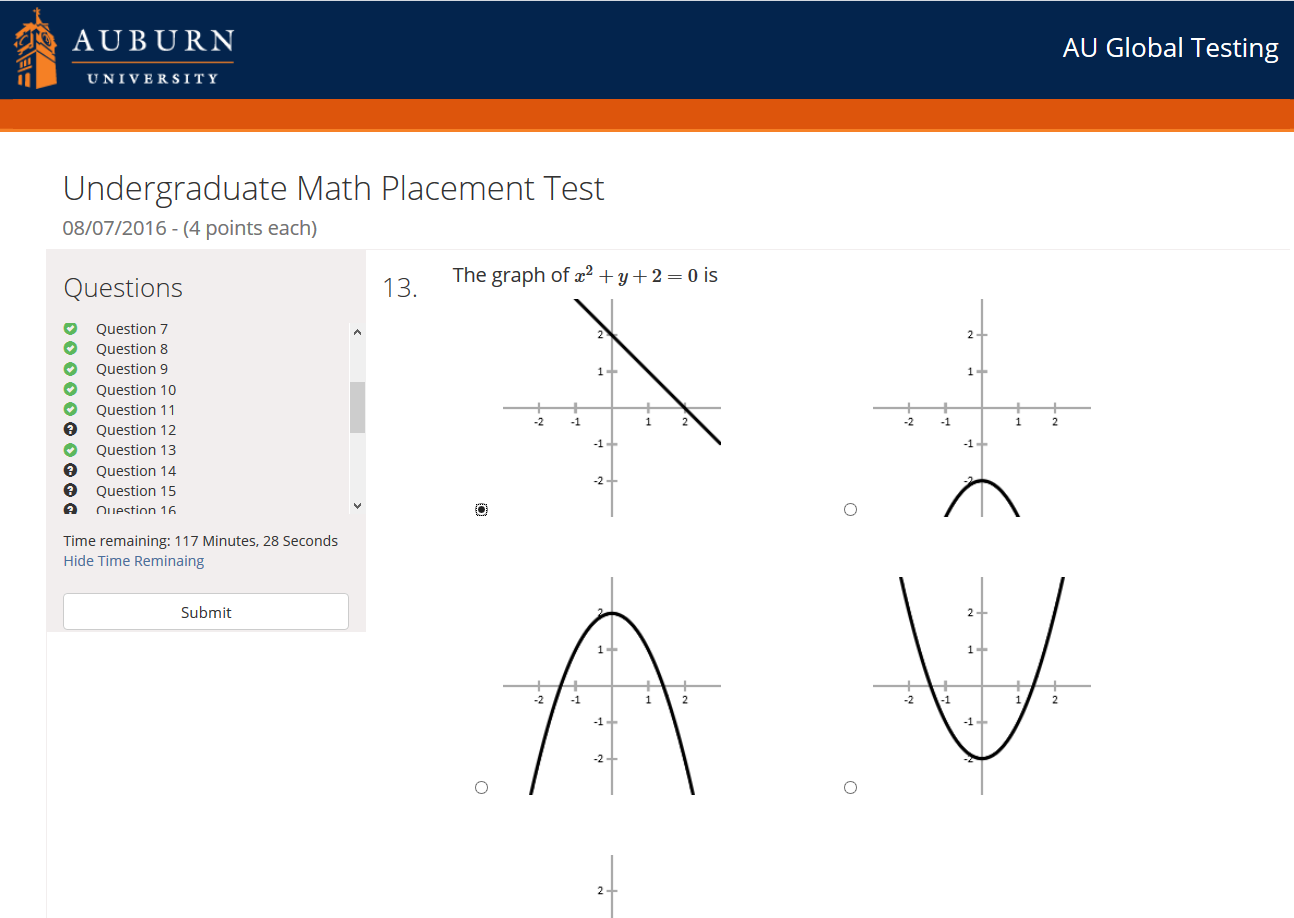 AUBURN
UNIVERSITY
AU Global Testing
Undergraduate Math Placement Test
08/07/2016 - (4 points each)
Questions
Question 7
Question 8
Question 9
Question 10
Question 11
Question 12
Question 13
Question 14
Question 15
Question 16
Time remaining: 117 Minutes, 28 Seconds
Hide Time Reminaing
Submit
13. The graph of x² + y + 2 = 0 is
2
1
-2 -1 1 2
-1
-2
2
1
-2 -1 1 2
-1
-2
2
1
-2 -1 1 2
-1
-2
2
1
-2 -1 1 2
-1
-2
2